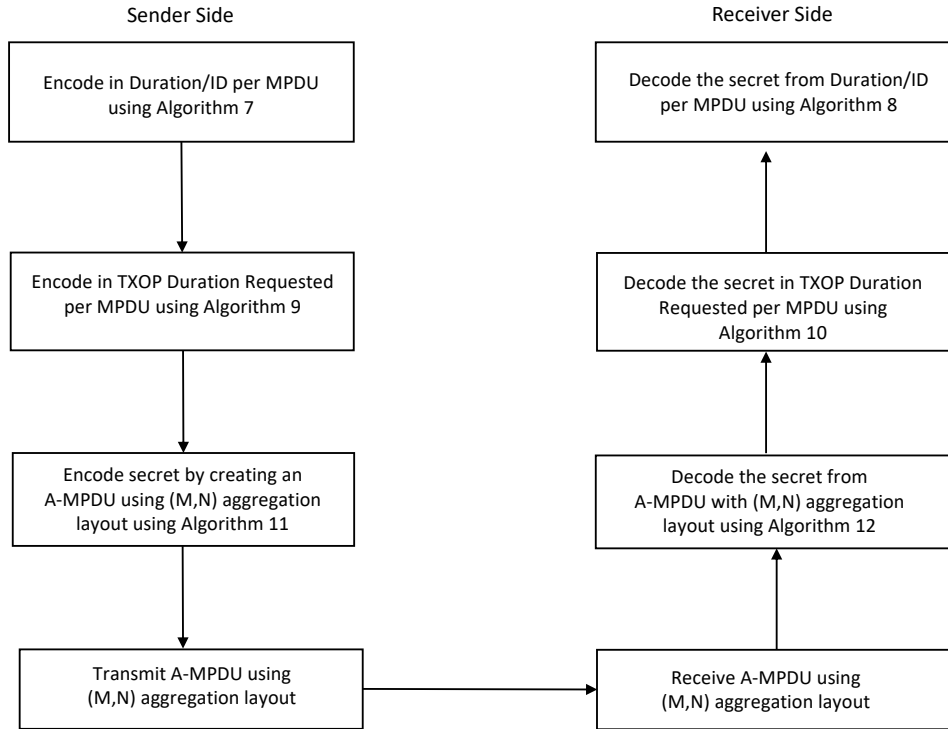 Sender Side
Encode in Duration/ID per MPDU
using Algorithm 7
Encode in TXOP Duration Requested
per MPDU using Algorithm 9
Encode secret by creating an
A-MPDU using (M,N) aggregation
layout using Algorithm 11
Transmit A-MPDU using
(M,N) aggregation layout
Receiver Side
Decode the secret from Duration/ID
per MPDU using Algorithm 8
Decode the secret in TXOP Duration
Requested per MPDU using
Algorithm 10
Decode the secret from
A-MPDU with (M,N) aggregation
layout using Algorithm 12
Receive A-MPDU using
(M,N) aggregation layout